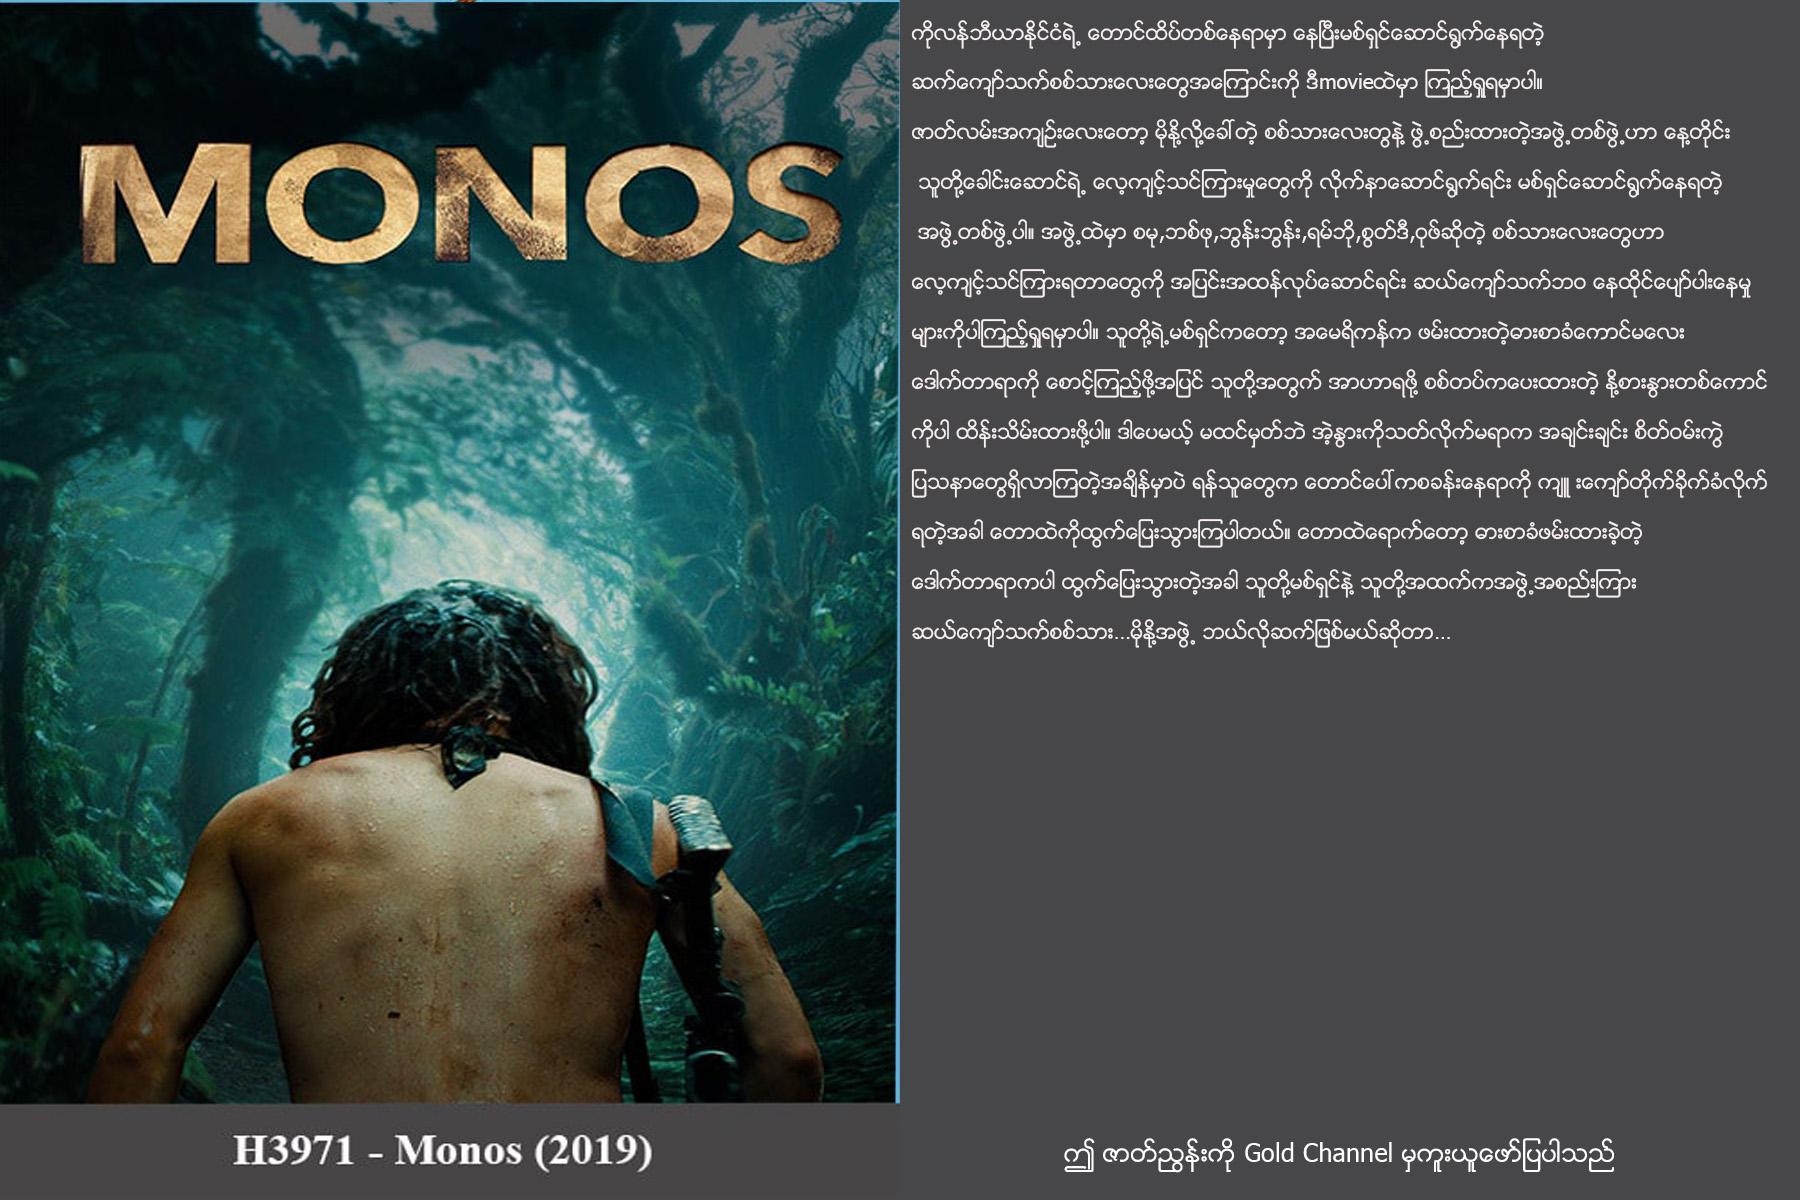 MONOS
H3971 - Monos (2019)
ကိုလန်ဘီယာနိုင်ငံရဲ့ တောင်ထိပ်တစ်နေရာမှာ နေပြီးမစ်ရှင်ဆောင်ရွက်နေရတဲ့
ဆက်ကျော်သက်စစ်သားလေးတွေအကြောင်းကို ဒီmovieထဲမှာ ကြည့်ရှုရမှာပါ။
ဇာတ်လမ်းအကျဉ်းလေးတော့ မိုနို့လို့ခေါ်တဲ့ စစ်သားလေးတွနဲ့ ဖွဲ့စည်းထားတဲ့အဖွဲ့တစ်ဖွဲ့ဟာ နေ့တိုင်း
သူတို့ခေါင်းဆောင်ရဲ့ လေ့ကျင့်သင်ကြားမှုတွေကို လိုက်နာဆောင်ရွက်ရင်း မစ်ရှင်ဆောင်ရွက်နေရတဲ့
အဖွဲ့တစ်ဖွဲ့ပါ။ အဖွဲ့ထဲမှာ စမု,ဘစ်ဖု,ဘွန်းဘွန်း,ရမ်ဘို,စွတ်ဒီ,ဝုဖ်ဆိုတဲ့ စစ်သားလေးတွေဟာ
လေ့ကျင့်သင်ကြားရတာတွေကို အပြင်းအထန်လုပ်ဆောင်ရင်း ဆယ်ကျော်သက်ဘဝ နေထိုင်ပျော်ပါးနေမှု
များကိုပါကြည့်ရှုရမှာပါ။ သူတို့ရဲ့မစ်ရှင်ကတော့ အမေရိကန်က ဖမ်းထားတဲ့ဓားစာခံကောင်မလေး
ဒေါက်တာရာကို စောင့်ကြည့်ဖို့အပြင် သူတို့အတွက် အာဟာရဖို့ စစ်တပ်ကပေးထားတဲ့ နို့စားနွားတစ်ကောင်
ကိုပါ ထိန်းသိမ်းထားဖို့ပါ။ ဒါပေမယ့် မထင်မှတ်ဘဲ အဲ့နွားကိုသတ်လိုက်မရာက အချင်းချင်း စိတ်ဝမ်းကွဲ
ပြသနာတွေရှိလာကြတဲ့အချိန်မှာပဲ ရန်သူတွေက တောင်ပေါ်ကစခန်းနေရာကို ကျူးကျော်တိုက်ခိုက်ခံလိုက်
ရတဲ့အခါ တောထဲကိုထွက်ပြေးသွားကြပါတယ်။ တောထဲရောက်တော့ ဓားစာခံဖမ်းထားခဲ့တဲ့
ဒေါက်တာရာကပါ ထွက်ပြေးသွားတဲ့အခါ သူတို့မစ်ရှင်နဲ့ သူတို့အထက်ကအဖွဲ့အစည်းကြား
ဆယ်ကျော်သက်စစ်သား...မိုနို့အဖွဲ့ ဘယ်လိုဆက်ဖြစ်မယ်ဆိုတာ...
ဤ ဇာတ်ညွှန်းကို Gold Channel မှကူးယူဖော်ပြပါသည်